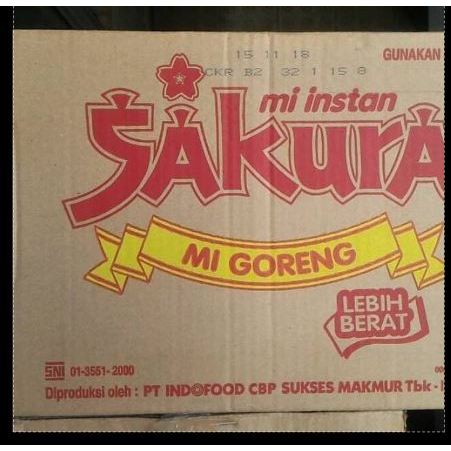 15 11 18
GUNAKAN
CKR B2 32 1 15 8
mi instan
SAKURA
MI GORENG
LEBIH
BERAT
SNI 01-3551-2000
Diproduksi oleh : PT INDOFOOD CBP SUKSES MAKMUR Tbk -